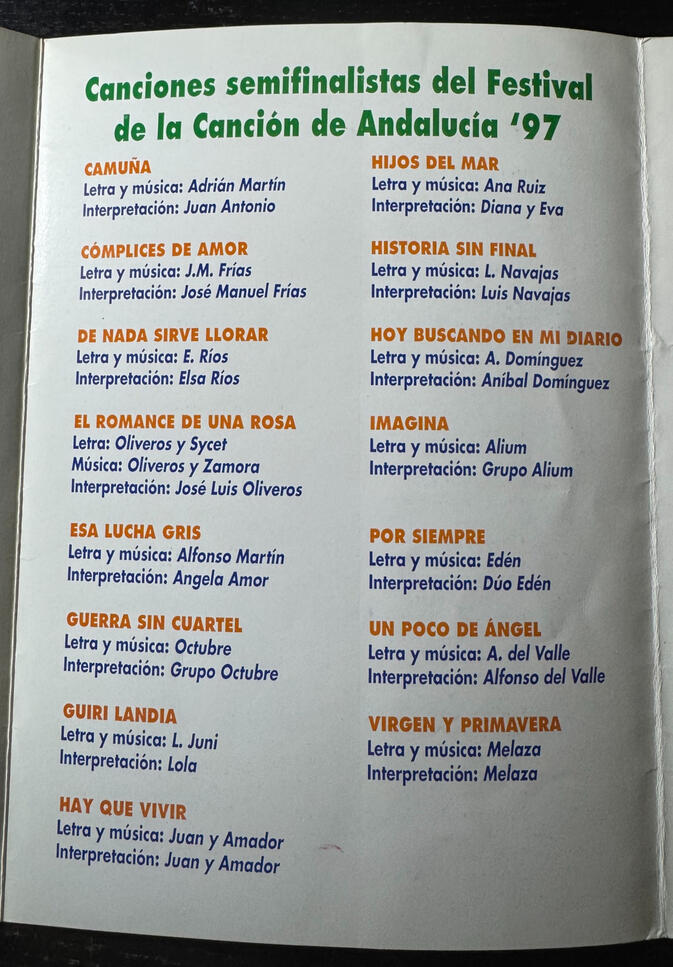 Canciones semifinalistas del Festival
de la Canción de Andalucía '97
CAMUÑA
Letra y música: Adrián Martín
Interpretación: Juan Antonio
CÓMPLICES DE AMOR
Letra y música: J.M. Frías
Interpretación: José Manuel Frías
DE NADA SIRVE LLORAR
Letra y música: E. Ríos
Interpretación: Elsa Ríos
EL ROMANCE DE UNA ROSA
Letra: Oliveros y Sycet
Música: Oliveros y Zamora
Interpretación: José Luis Oliveros
ESA LUCHA GRIS
Letra y música: Alfonso Martín
Interpretación: Angela Amor
GUERRA SIN CUARTEL
Letra y música: Octubre
Interpretación: Grupo Octubre
GUIRI LANDIA
Letra y música: L. Juni
Interpretación: Lola
HAY QUE VIVIR
Letra y música: Juan y Amador
Interpretación: Juan y Amador
HIJOS DEL MAR
Letra y música: Ana Ruiz
Interpretación: Diana y Eva
HISTORIA SIN FINAL
Letra y música: L. Navajas
Interpretación: Luis Navajas
HOY BUSCANDO EN MI DIARIO
Letra y música: A. Domínguez
Interpretación: Aníbal Domínguez
IMAGINA
Letra y música: Alium
Interpretación: Grupo Alium
POR SIEMPRE
Letra y música: Edén
Interpretación: Dúo Edén
UN POCO DE ÁNGEL
Letra y música: A. del Valle
Interpretación: Alfonso del Valle
VIRGEN Y PRIMAVERA
Letra y música: Melaza
Interpretación: Melaza